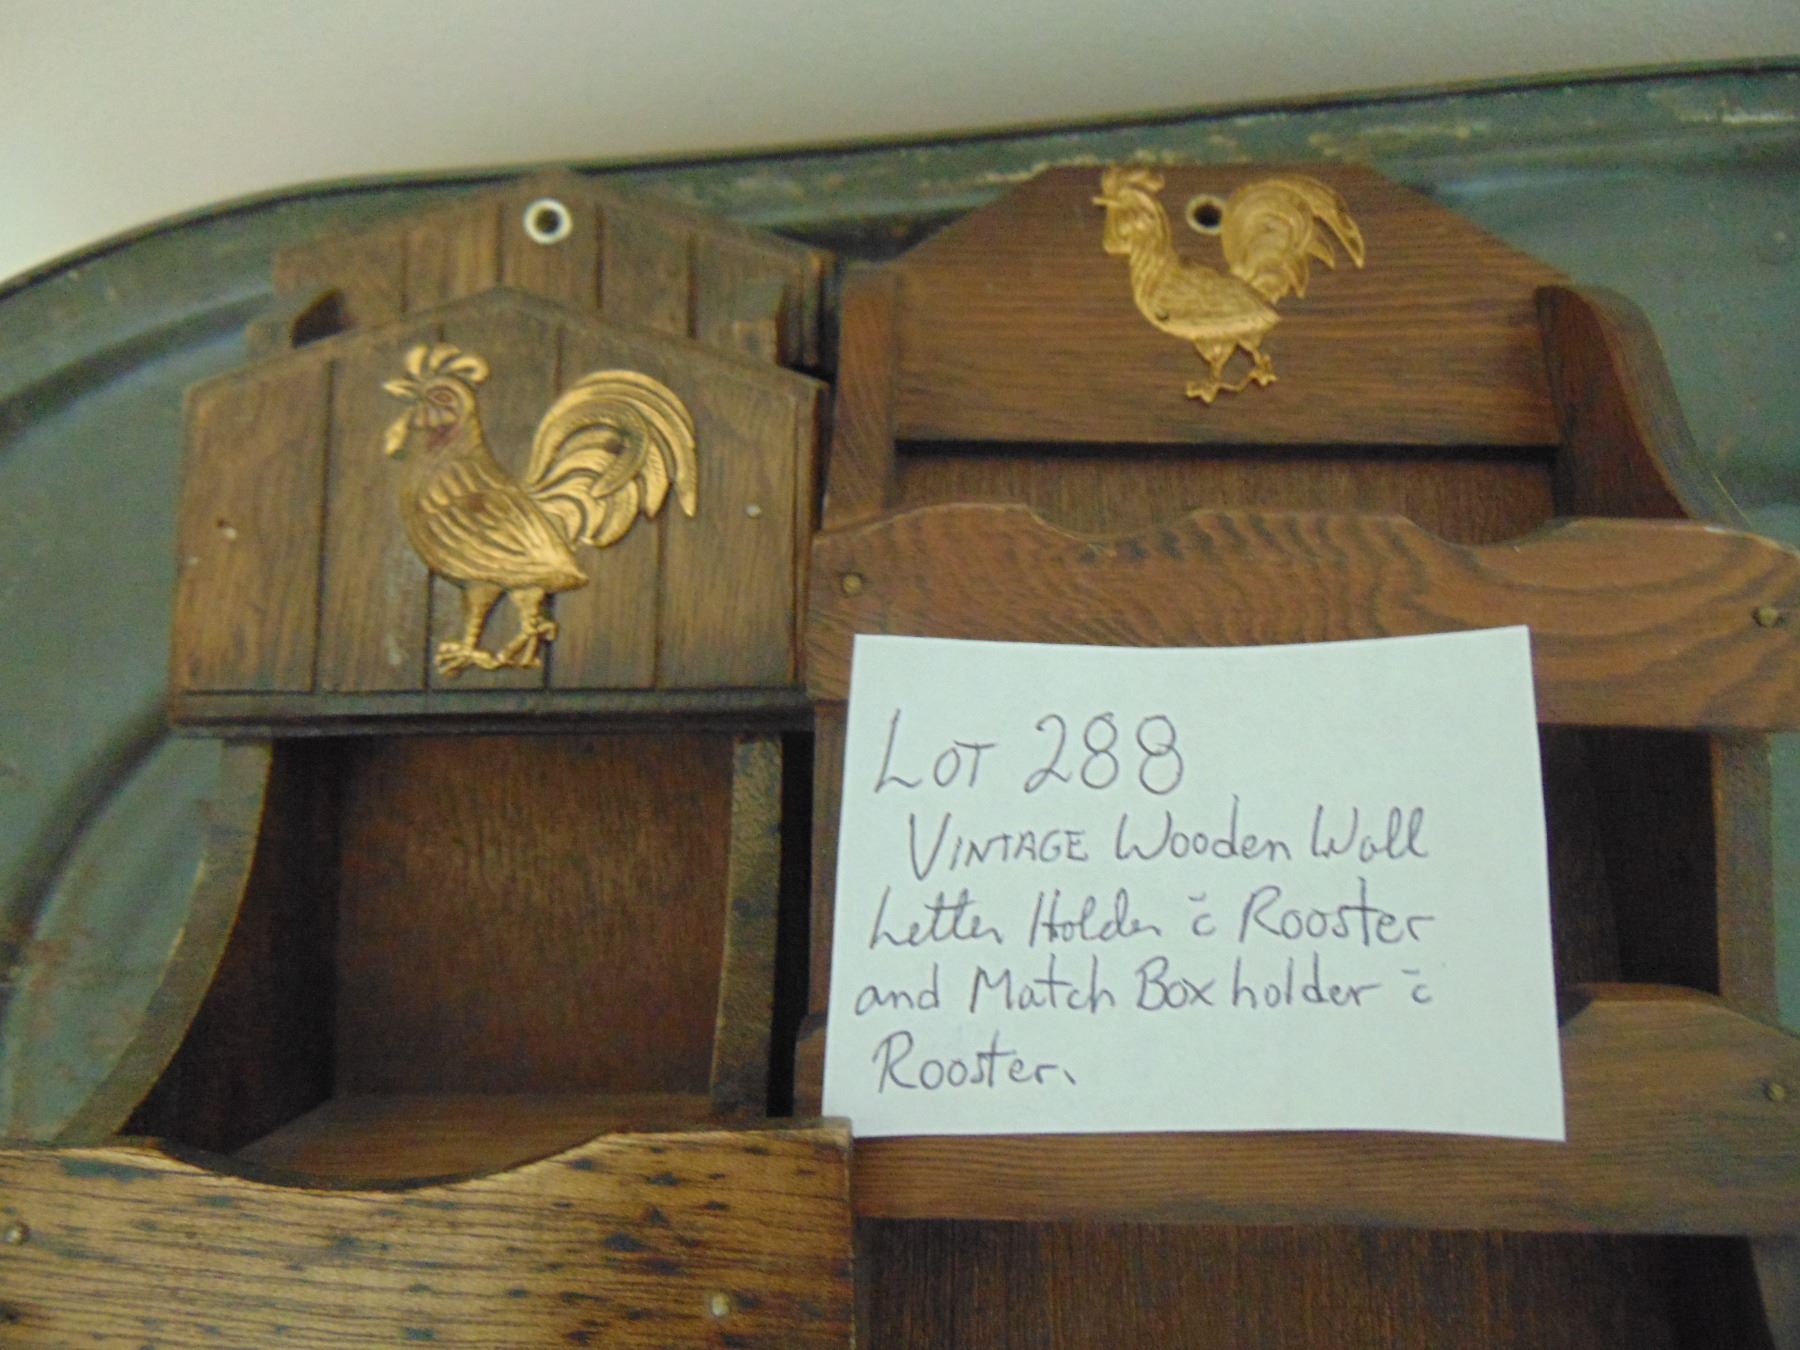 Lot 288
Vintage Wooden Wall
Letter Holder c̄ Rooster
and Match Box holder c̄
Rooster.